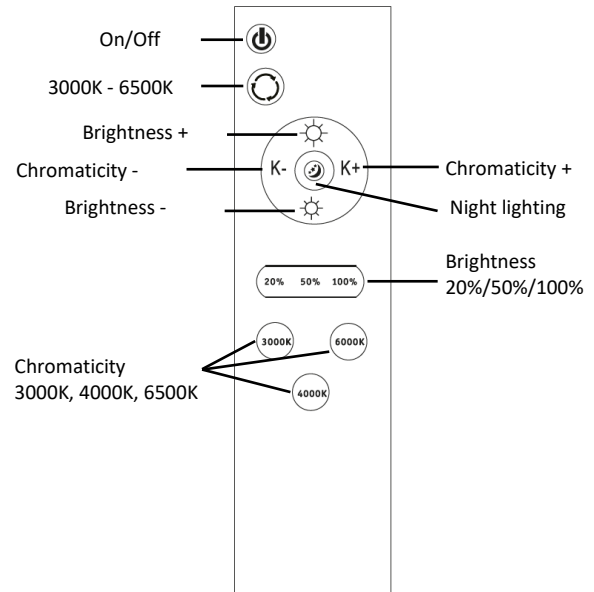 On/Off
3000K - 6500K
Brightness +
K- K+
Chromaticity -
Chromaticity +
Brightness -
Night lighting
Brightness
20%/50%/100%
20% 50% 100%
3000K 6000K
4000K
Chromaticity
3000K, 4000K, 6500K